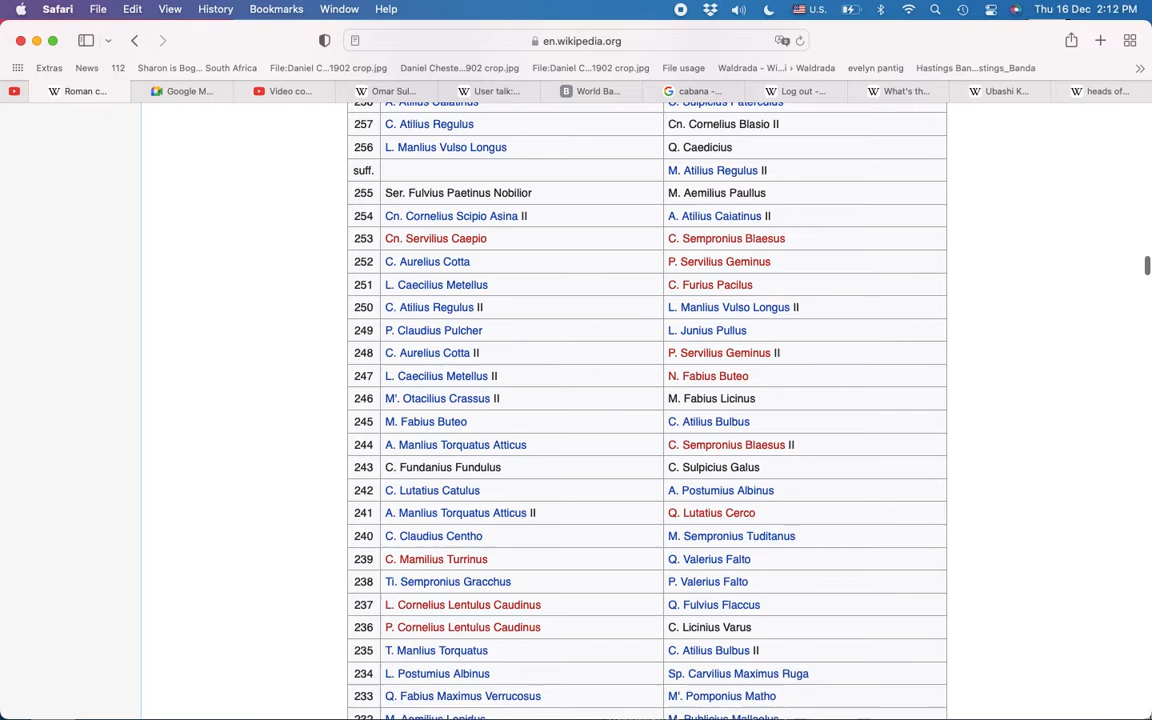 Safari File Edit View History Bookmarks Window Help U.S. Thu 16 Dec 2:12 PM
en.wikipedia.org
Extras News 112 Sharon is Bog... South Africa File:Daniel C...1902 crop.jpg Daniel Cheste...902 crop.jpg File:Daniel C...1902 crop.jpg File usage Waldrada - Wi...i › Waldrada evelyn pantig Hastings Ban...stings_Banda
Roman c... Google M... Video co... Omar Sul... User talk:... World Ba... cabana -... Log out -... What's th... Ubashi K... heads of...
258 A. Atilius Caiatinus C. Sulpicius Paterculus
257 C. Atilius Regulus Cn. Cornelius Blasio II
256 L. Manlius Vulso Longus Q. Caedicius
suff. M. Atilius Regulus II
255 Ser. Fulvius Paetinus Nobilior M. Aemilius Paullus
254 Cn. Cornelius Scipio Asina II A. Atilius Caiatinus II
253 Cn. Servilius Caepio C. Sempronius Blaesus
252 C. Aurelius Cotta P. Servilius Geminus
251 L. Caecilius Metellus C. Furius Pacilus
250 C. Atilius Regulus II L. Manlius Vulso Longus II
249 P. Claudius Pulcher L. Junius Pullus
248 C. Aurelius Cotta II P. Servilius Geminus II
247 L. Caecilius Metellus II N. Fabius Buteo
246 M'. Otacilius Crassus II M. Fabius Licinus
245 M. Fabius Buteo C. Atilius Bulbus
244 A. Manlius Torquatus Atticus C. Sempronius Blaesus II
243 C. Fundanius Fundulus C. Sulpicius Galus
242 C. Lutatius Catulus A. Postumius Albinus
241 A. Manlius Torquatus Atticus II Q. Lutatius Cerco
240 C. Claudius Centho M. Sempronius Tuditanus
239 C. Mamilius Turrinus Q. Valerius Falto
238 Ti. Sempronius Gracchus P. Valerius Falto
237 L. Cornelius Lentulus Caudinus Q. Fulvius Flaccus
236 P. Cornelius Lentulus Caudinus C. Licinius Varus
235 T. Manlius Torquatus C. Atilius Bulbus II
234 L. Postumius Albinus Sp. Carvilius Maximus Ruga
233 Q. Fabius Maximus Verrucosus M'. Pomponius Matho
232 M. Aemilius Lepidus M. Publicius Malleolus